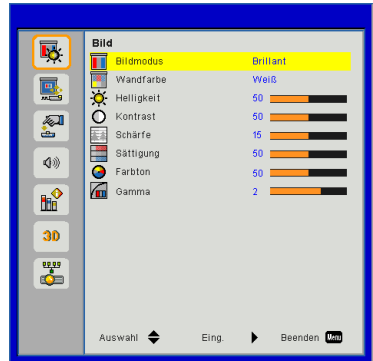 Bild
Bildmodus Brillant
Wandfarbe Weiß
Helligkeit 50
Kontrast 50
Schärfe 15
Sättigung 50
Farbton 50
Gamma 2
3D
Auswahl Eing. Beenden Menu